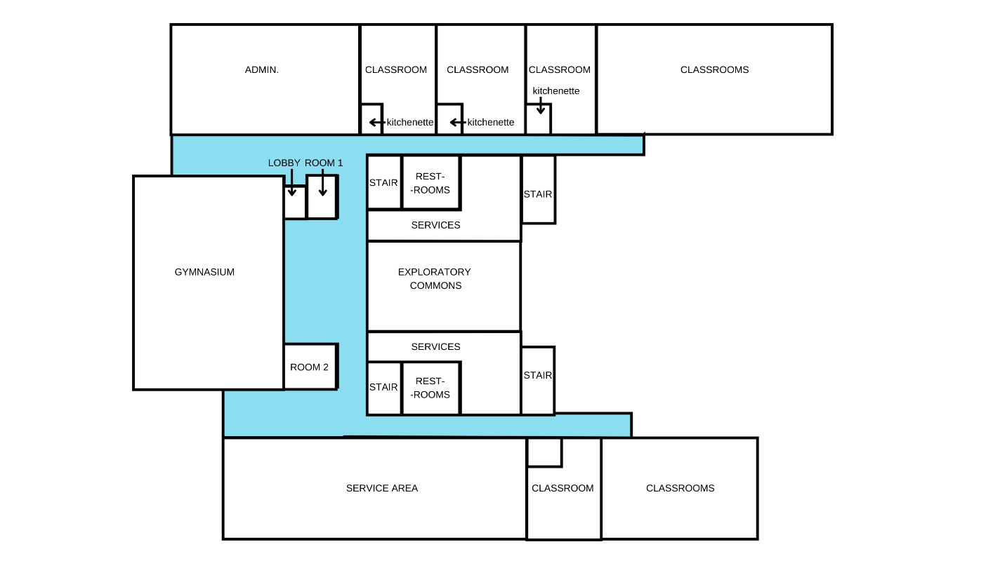 ADMIN.
CLASSROOM
CLASSROOM
CLASSROOM
CLASSROOMS
kitchenette
kitchenette
kitchenette
LOBBY
ROOM 1
STAIR
REST-
-ROOMS
STAIR
SERVICES
GYMNASIUM
EXPLORATORY
COMMONS
SERVICES
ROOM 2
STAIR
REST-
-ROOMS
STAIR
SERVICE AREA
CLASSROOM
CLASSROOMS